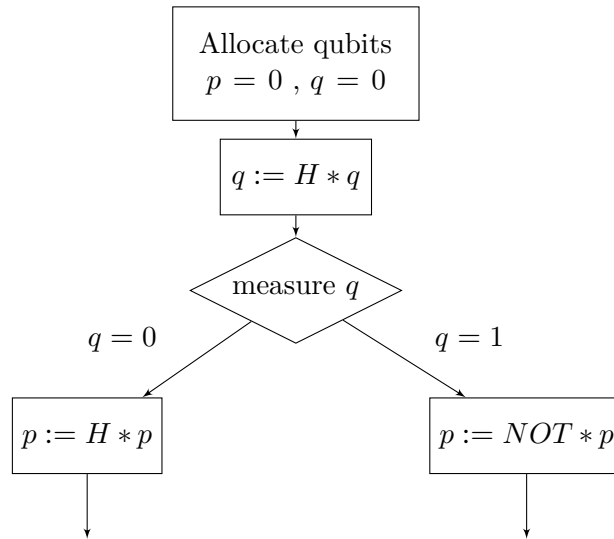 Allocate qubits
p = 0 , q = 0
q := H * q
measure q
q = 0
q = 1
p := H * p
p := NOT * p